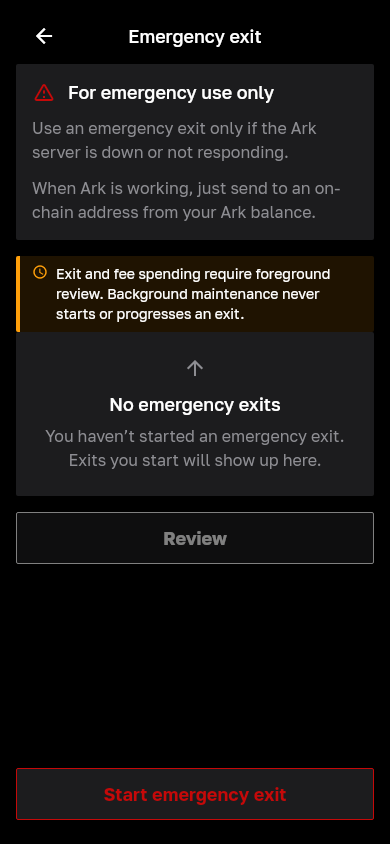 Emergency exit
For emergency use only
Use an emergency exit only if the Ark
server is down or not responding.
When Ark is working, just send to an on-
chain address from your Ark balance.
Exit and fee spending require foreground
review. Background maintenance never
starts or progresses an exit.
No emergency exits
You haven’t started an emergency exit.
Exits you start will show up here.
Review
Start emergency exit